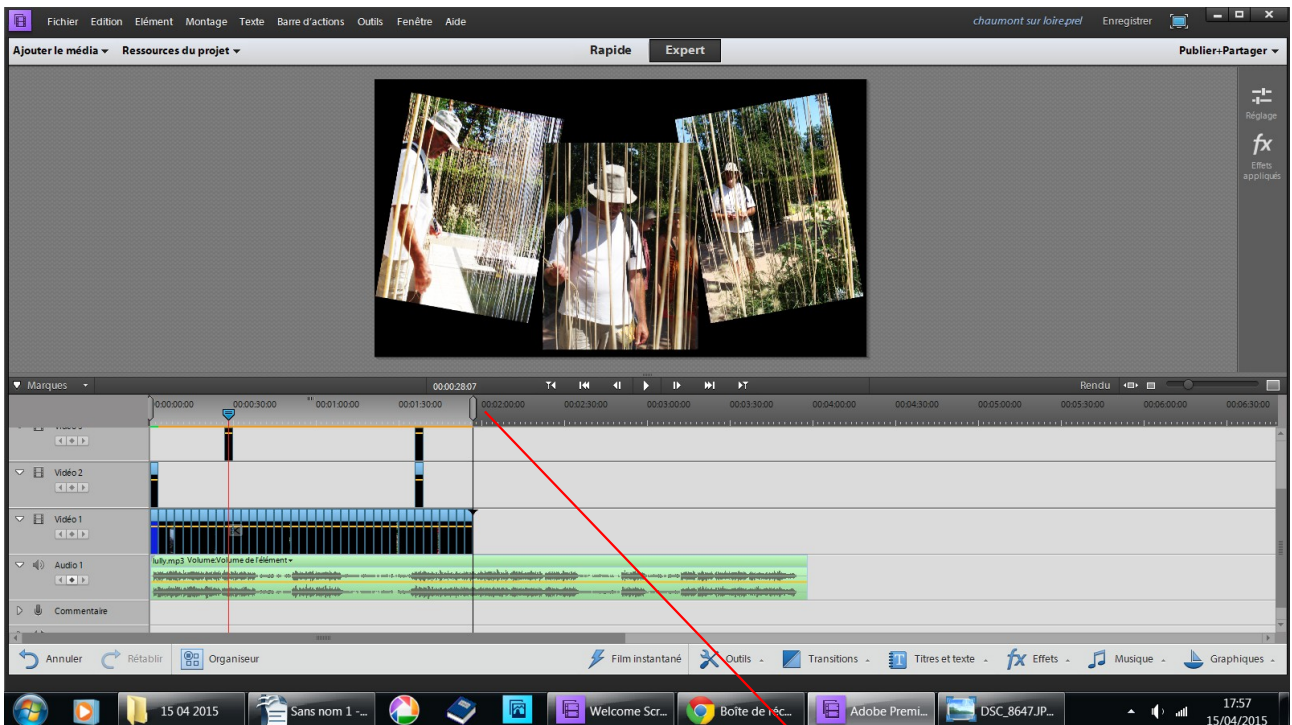 Fichier Edition Elément Montage Texte Barre d'actions Outils Fenêtre Aide chaumont sur loire.prel Enregistrer
Ajouter le média Ressources du projet Rapide Expert Publier+Partager
Réglage
fx
Effets
appliqués
Marques 00:00:28:07 Rendu
0:00:00:00 00:00:30:00 00:01:00:00 00:01:30:00 00:02:00:00 00:02:30:00 00:03:00:00 00:03:30:00 00:04:00:00 00:04:30:00 00:05:00:00 00:05:30:00 00:06:00:00 00:06:30:00
Vidéo 2
Vidéo 1
lully.mp3 Volume:Volume de l'élément
Audio 1
Commentaire
Annuler Rétablir Organiseur Film instantané Outils Transitions T Titres et texte fx Effets Musique Graphiques
15 04 2015 Sans nom 1 -... Welcome Scr... Boîte de réc... Adobe Premi... DSC_8647.JP... 17:57
15/04/2015